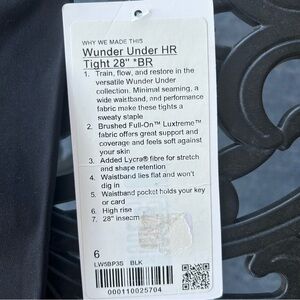 WHY WE MADE THIS
Wunder Under HR
Tight 28" *BR
1. Train, flow, and restore in the
versatile Wunder Under
collection. Minimal seaming, a
wide waistband, and performance
fabric make these tights a
sweaty staple
2. Brushed Full-On™ Luxtreme™
fabric offers great support and
coverage and feels soft against
your skin
3. Added Lycra® fibre for stretch
and shape retention
4. Waistband lies flat and won't
dig in
5. Waistband pocket holds your key
or card
6. High rise
7. 28" inseam
6
LW5BP3S BLK
000110025704